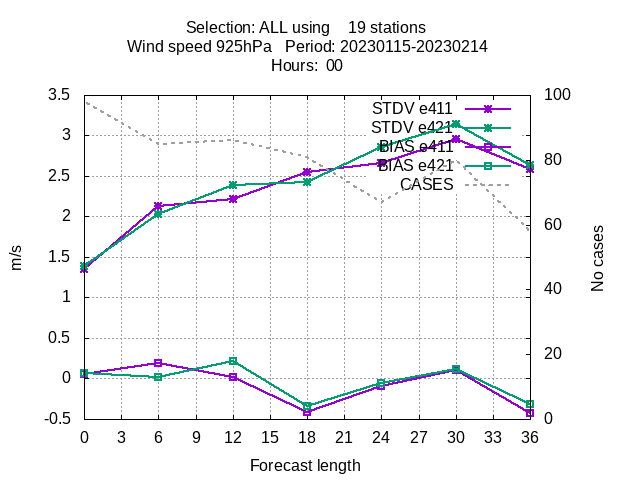 Selection: ALL using    19 stations
Wind speed 925hPa   Period: 20230115-20230214
Hours:  00
3.5
3
2.5
2
1.5
1
0.5
0
-0.5
m/s
STDV e411
STDV e421
BIAS e411
BIAS e421
CASES
100
80
60
40
20
0
No cases
0 3 6 9 12 15 18 21 24 27 30 33 36
Forecast length